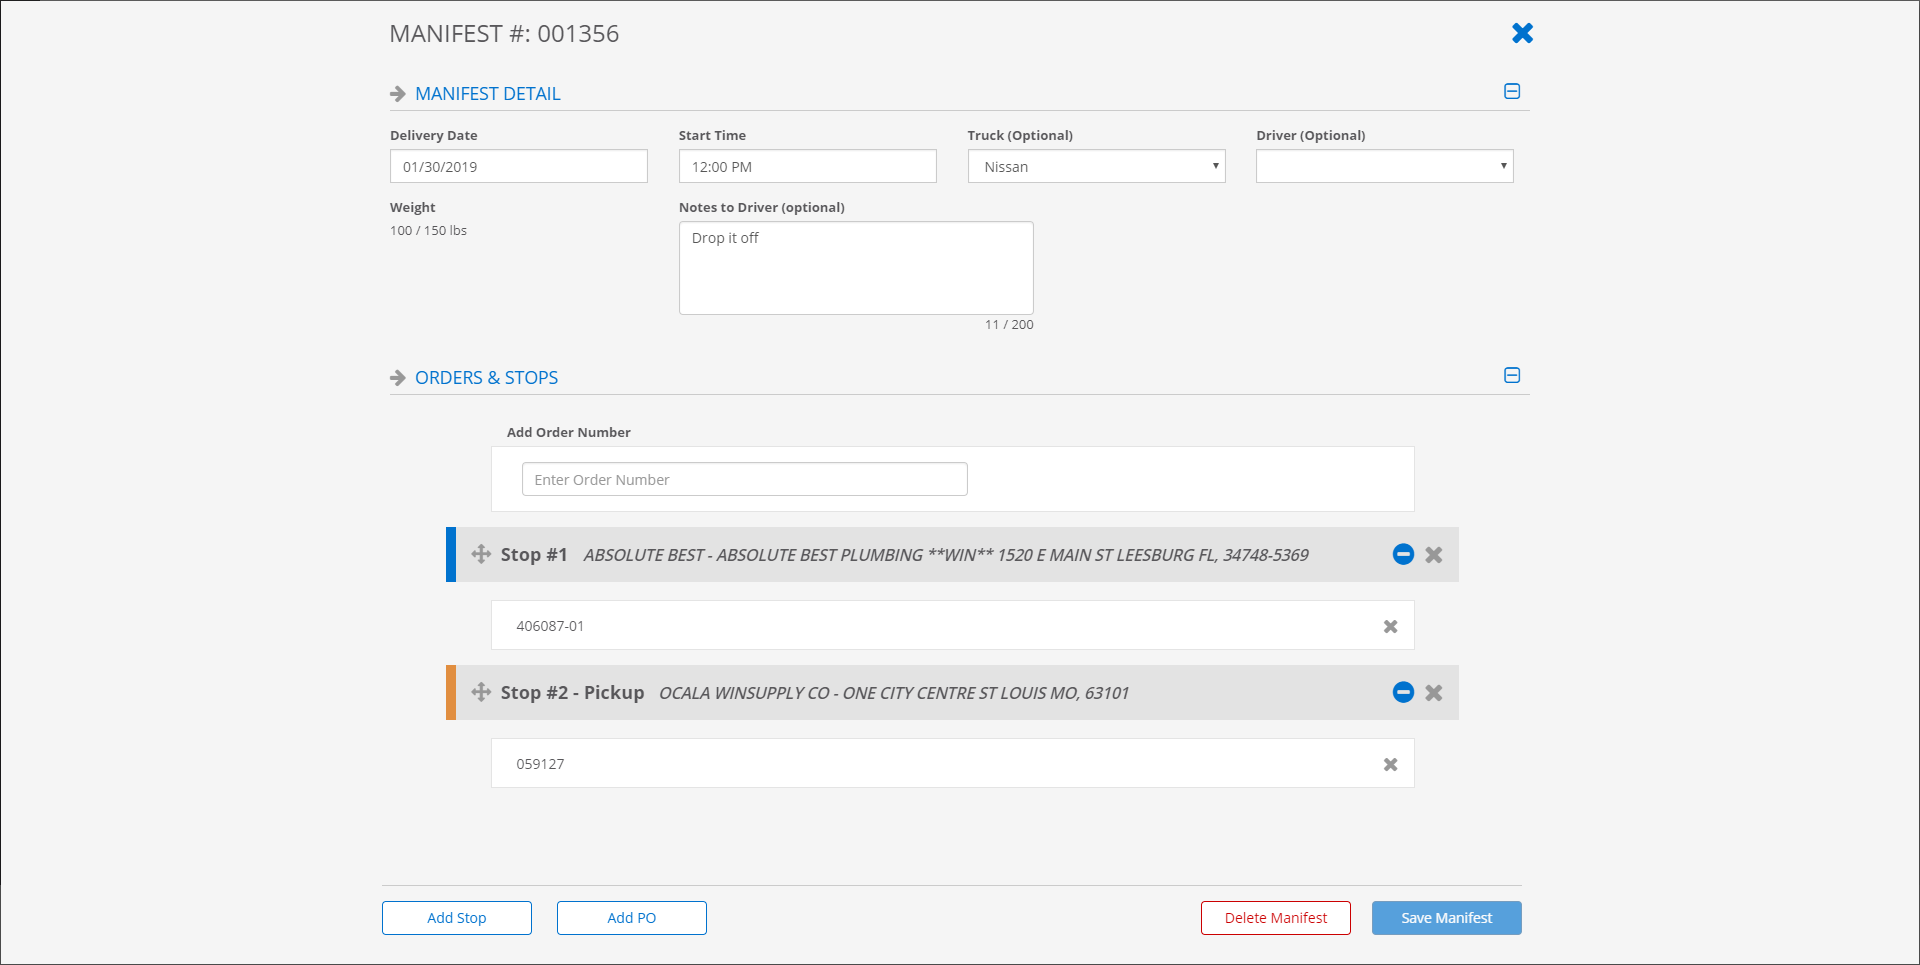 MANIFEST #: 001356
MANIFEST DETAIL
Delivery Date
Start Time
Truck (Optional)
Driver (Optional)
01/30/2019
12:00 PM
Nissan
Weight
Notes to Driver (optional)
100 / 150 lbs
Drop it off
11 / 200
ORDERS & STOPS
Add Order Number
Enter Order Number
Stop #1 ABSOLUTE BEST - ABSOLUTE BEST PLUMBING **WIN** 1520 E MAIN ST LEESBURG FL, 34748-5369
406087-01
Stop #2 - Pickup OCALA WINSUPPLY CO - ONE CITY CENTRE ST LOUIS MO, 63101
059127
Add Stop
Add PO
Delete Manifest
Save Manifest